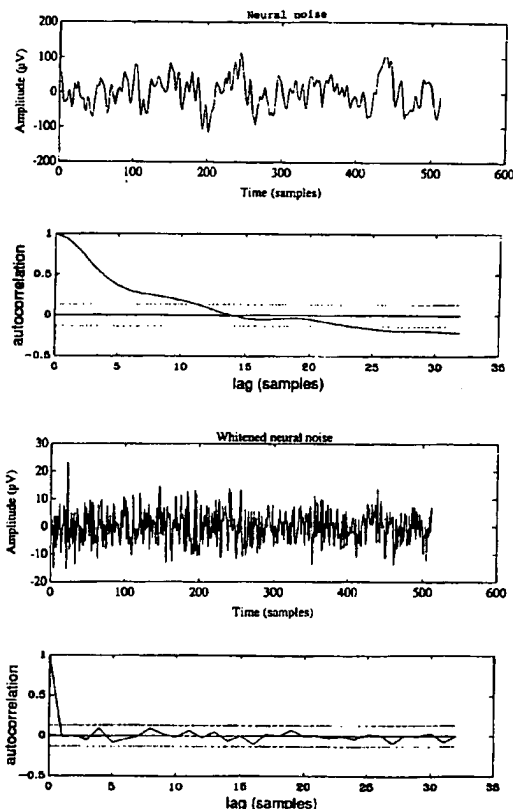 Neural noise
200
100
0
-100
-200
Amplitude (µV)
0 100 200 300 400 500 600
Time (samples)
1
0.5
0
-0.5
autocorrelation
0 5 10 15 20 25 30 35
lag (samples)
Whitened neural noise
30
20
10
0
-10
-20
Amplitude (µV)
0 100 200 300 400 500 600
Time (samples)
1
0.5
0
-0.5
autocorrelation
0 5 10 15 20 25 30 35
lag (samples)